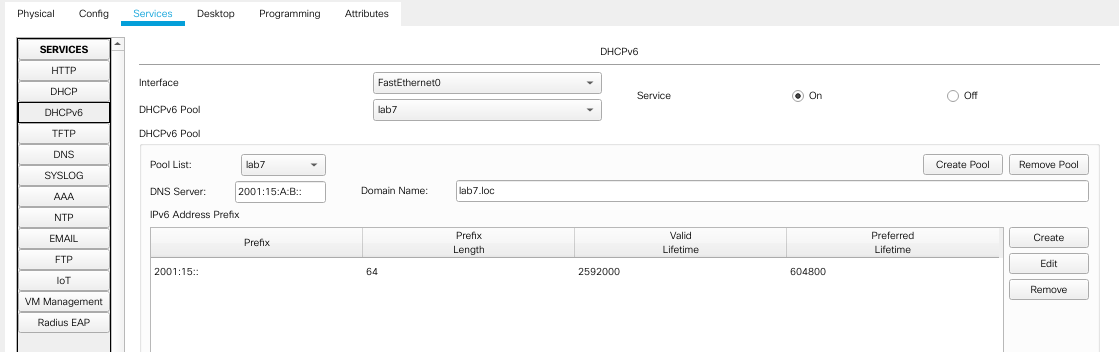 Physical Config Services Desktop Programming Attributes
SERVICES
HTTP
DHCP
DHCPv6
TFTP
DNS
SYSLOG
AAA
NTP
EMAIL
FTP
IoT
VM Management
Radius EAP
DHCPv6
Interface FastEthernet0 Service On Off
DHCPv6 Pool lab7
DHCPv6 Pool
Pool List: lab7 Create Pool Remove Pool
DNS Server: 2001:15:A:B:: Domain Name: lab7.loc
IPv6 Address Prefix
Prefix Prefix Length Valid Lifetime Preferred Lifetime Create
2001:15:: 64 2592000 604800 Edit
Remove